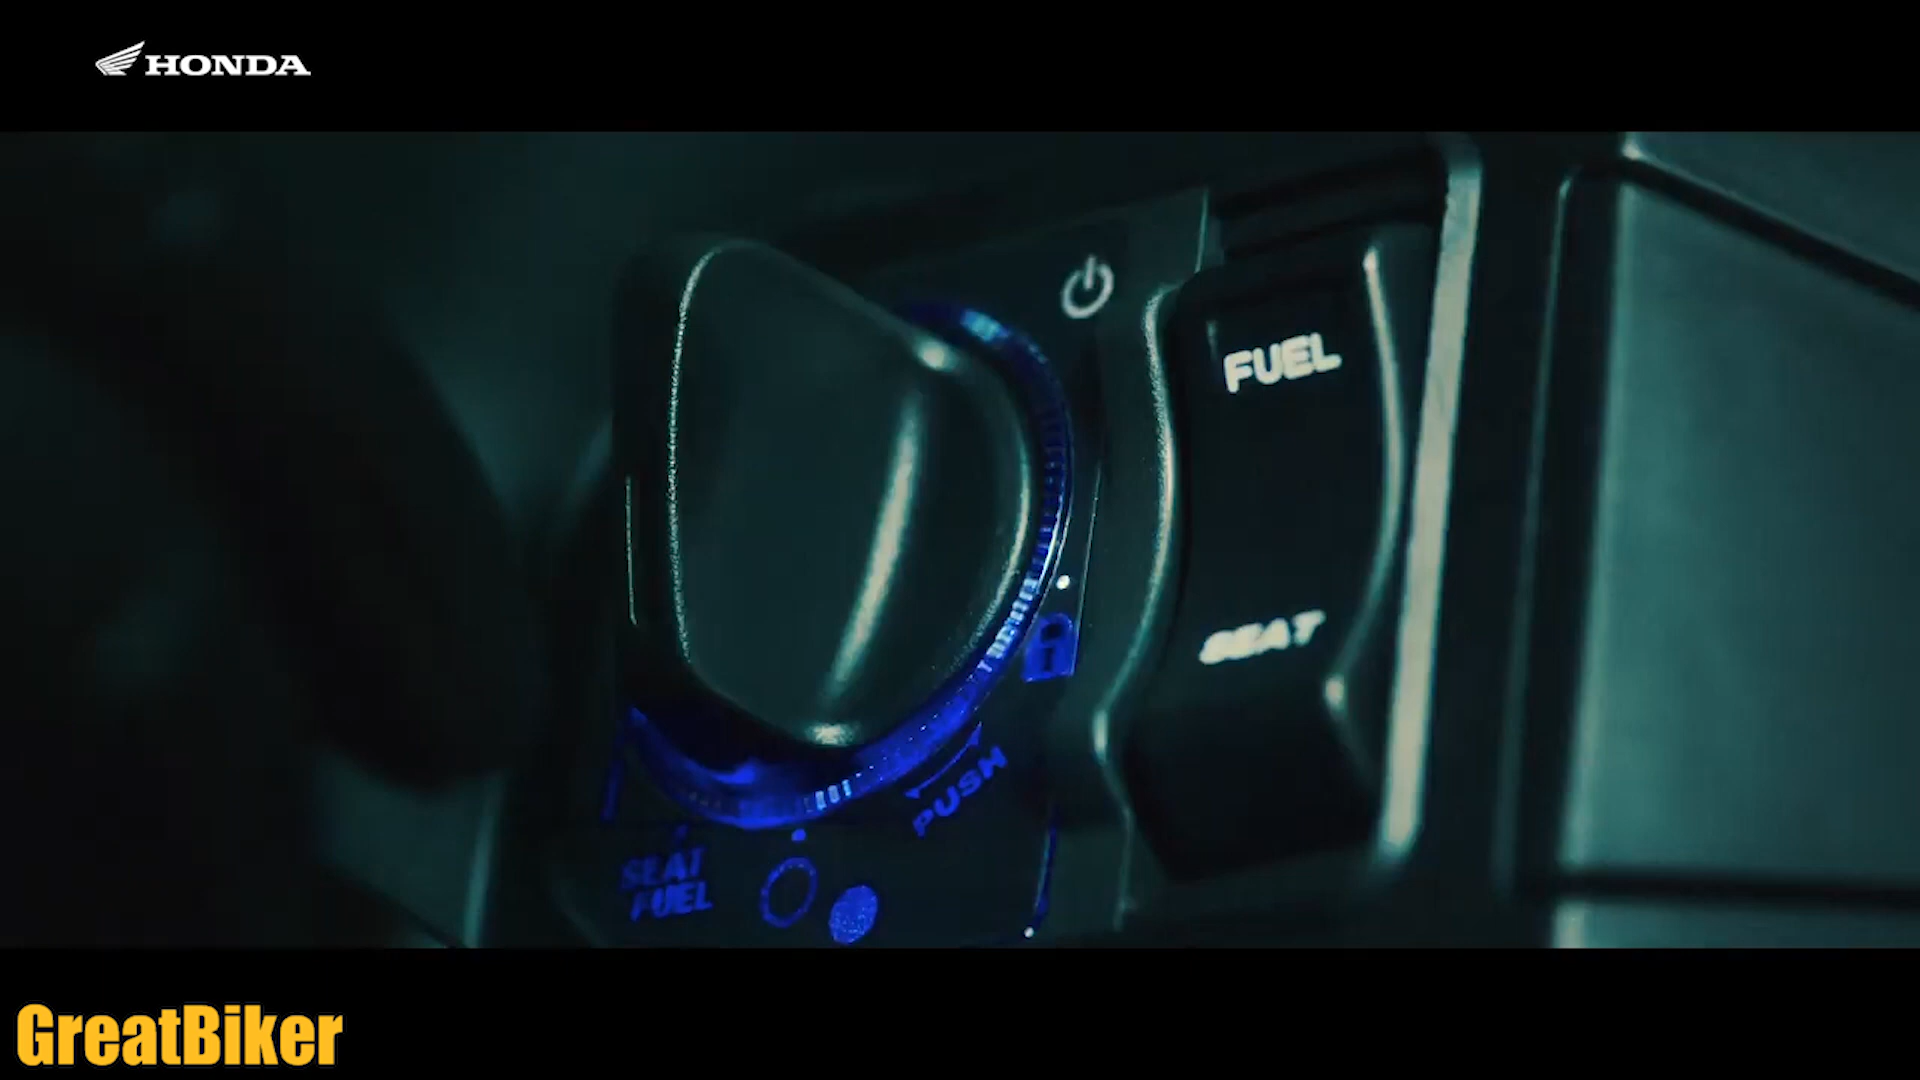 HONDA
FUEL
SEAT
PUSH
SEAT
FUEL
GreatBiker